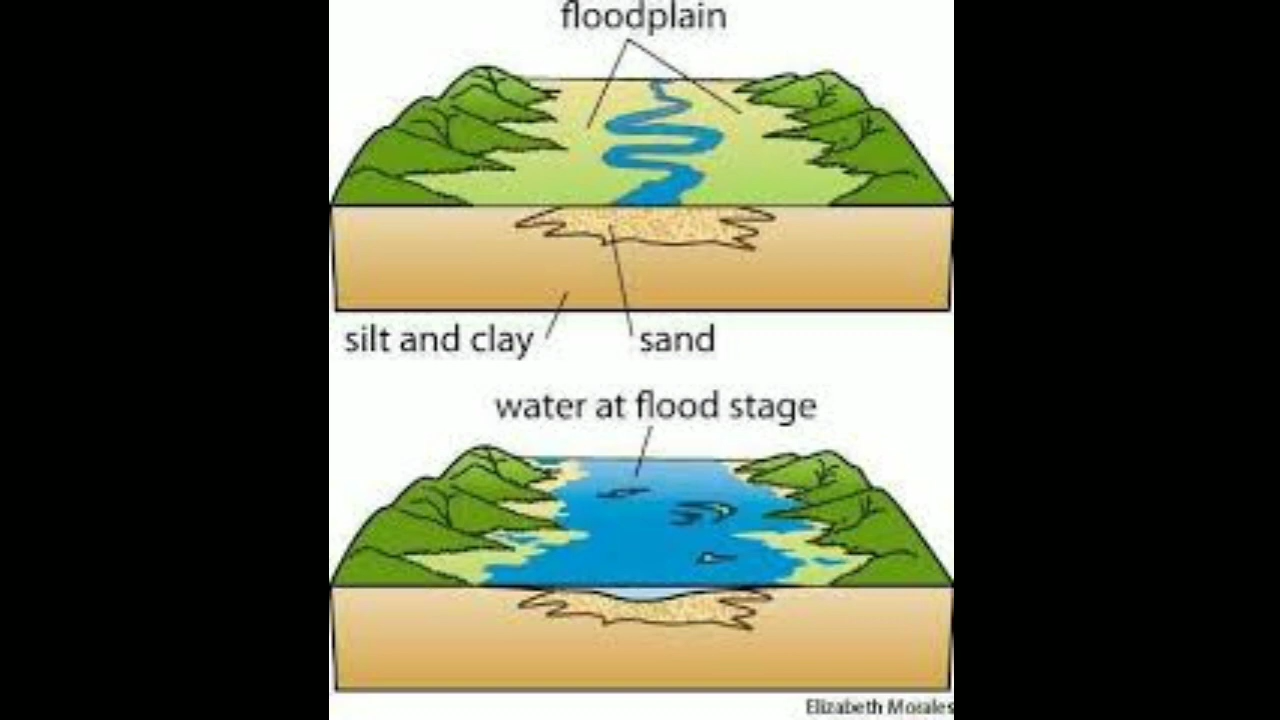 floodplain
silt and clay
sand
water at flood stage
Elizabeth Morales